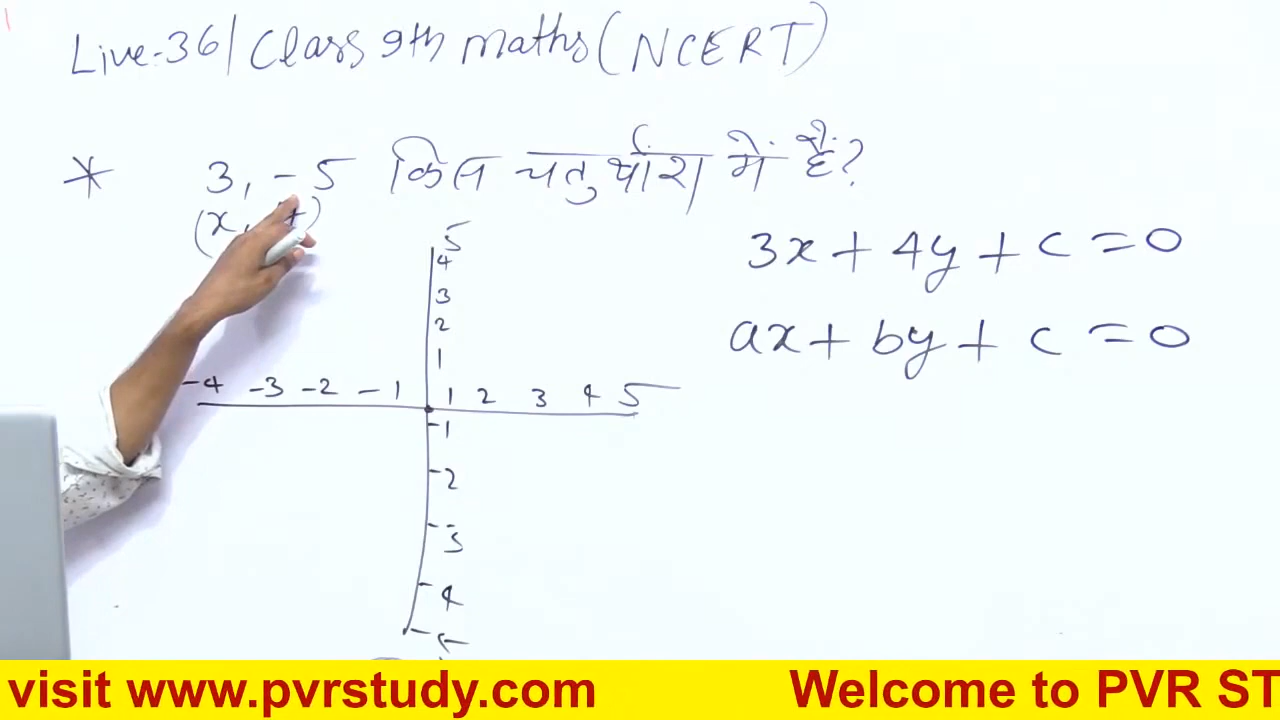 Live-36/Class 9th maths (NCERT)
* 3, -5 किस चतुर्थांश में है?
(x,
3x + 4y + c = 0
ax + by + c = 0
5
4
3
2
1
-4 -3 -2 -1 1 2 3 4 5
-1
-2
-3
-4
-5
visit www.pvrstudy.com Welcome to PVR ST